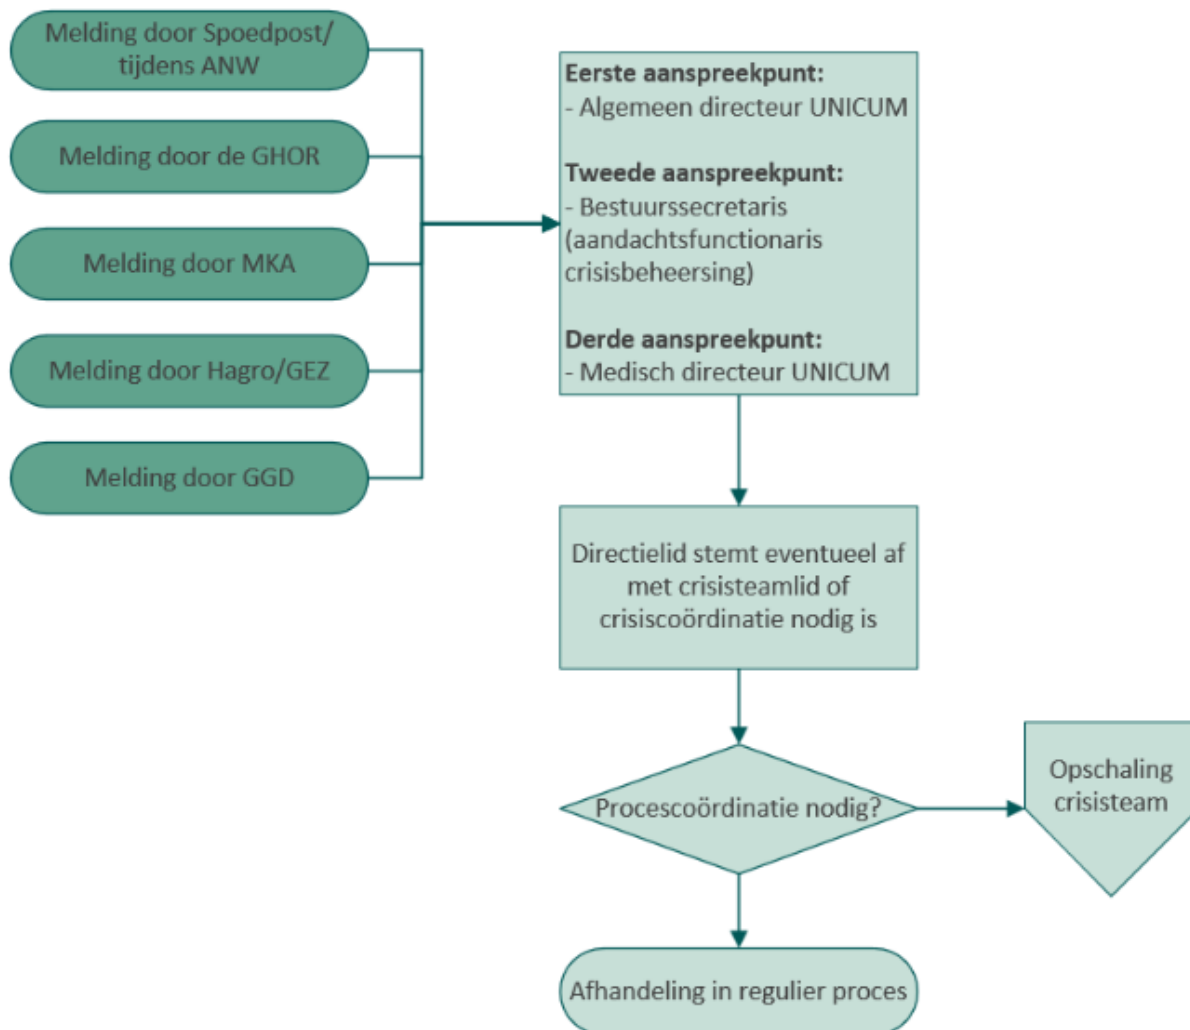 Melding door Spoedpost/
tijdens ANW
Melding door de GHOR
Melding door MKA
Melding door Hagro/GEZ
Melding door GGD
Eerste aanspreekpunt:
- Algemeen directeur UNICUM
Tweede aanspreekpunt:
- Bestuurssecretaris
(aandachtsfunctionaris
crisisbeheersing)
Derde aanspreekpunt:
- Medisch directeur UNICUM
Directielid stemt eventueel af
met crisisteamlid of
crisiscoördinatie nodig is
Procescoördinatie nodig?
Opschaling
crisisteam
Afhandeling in regulier proces